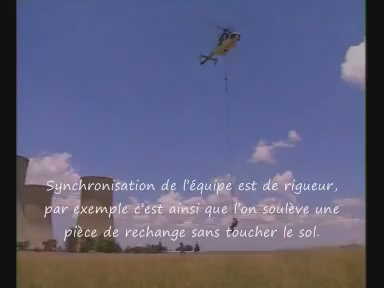 Synchronisation de l'équipe est de rigueur,
par exemple c'est ainsi que l'on soulève une
pièce de rechange sans toucher le sol.